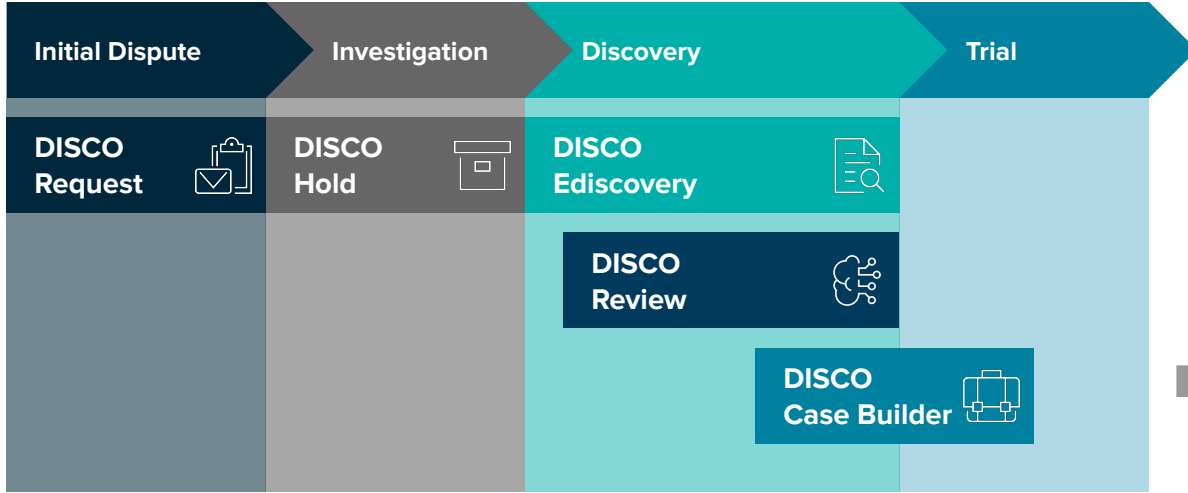 Initial Dispute
Investigation
Discovery
Trial
DISCO
Request
DISCO
Hold
DISCO
Ediscovery
DISCO
Review
DISCO
Case Builder